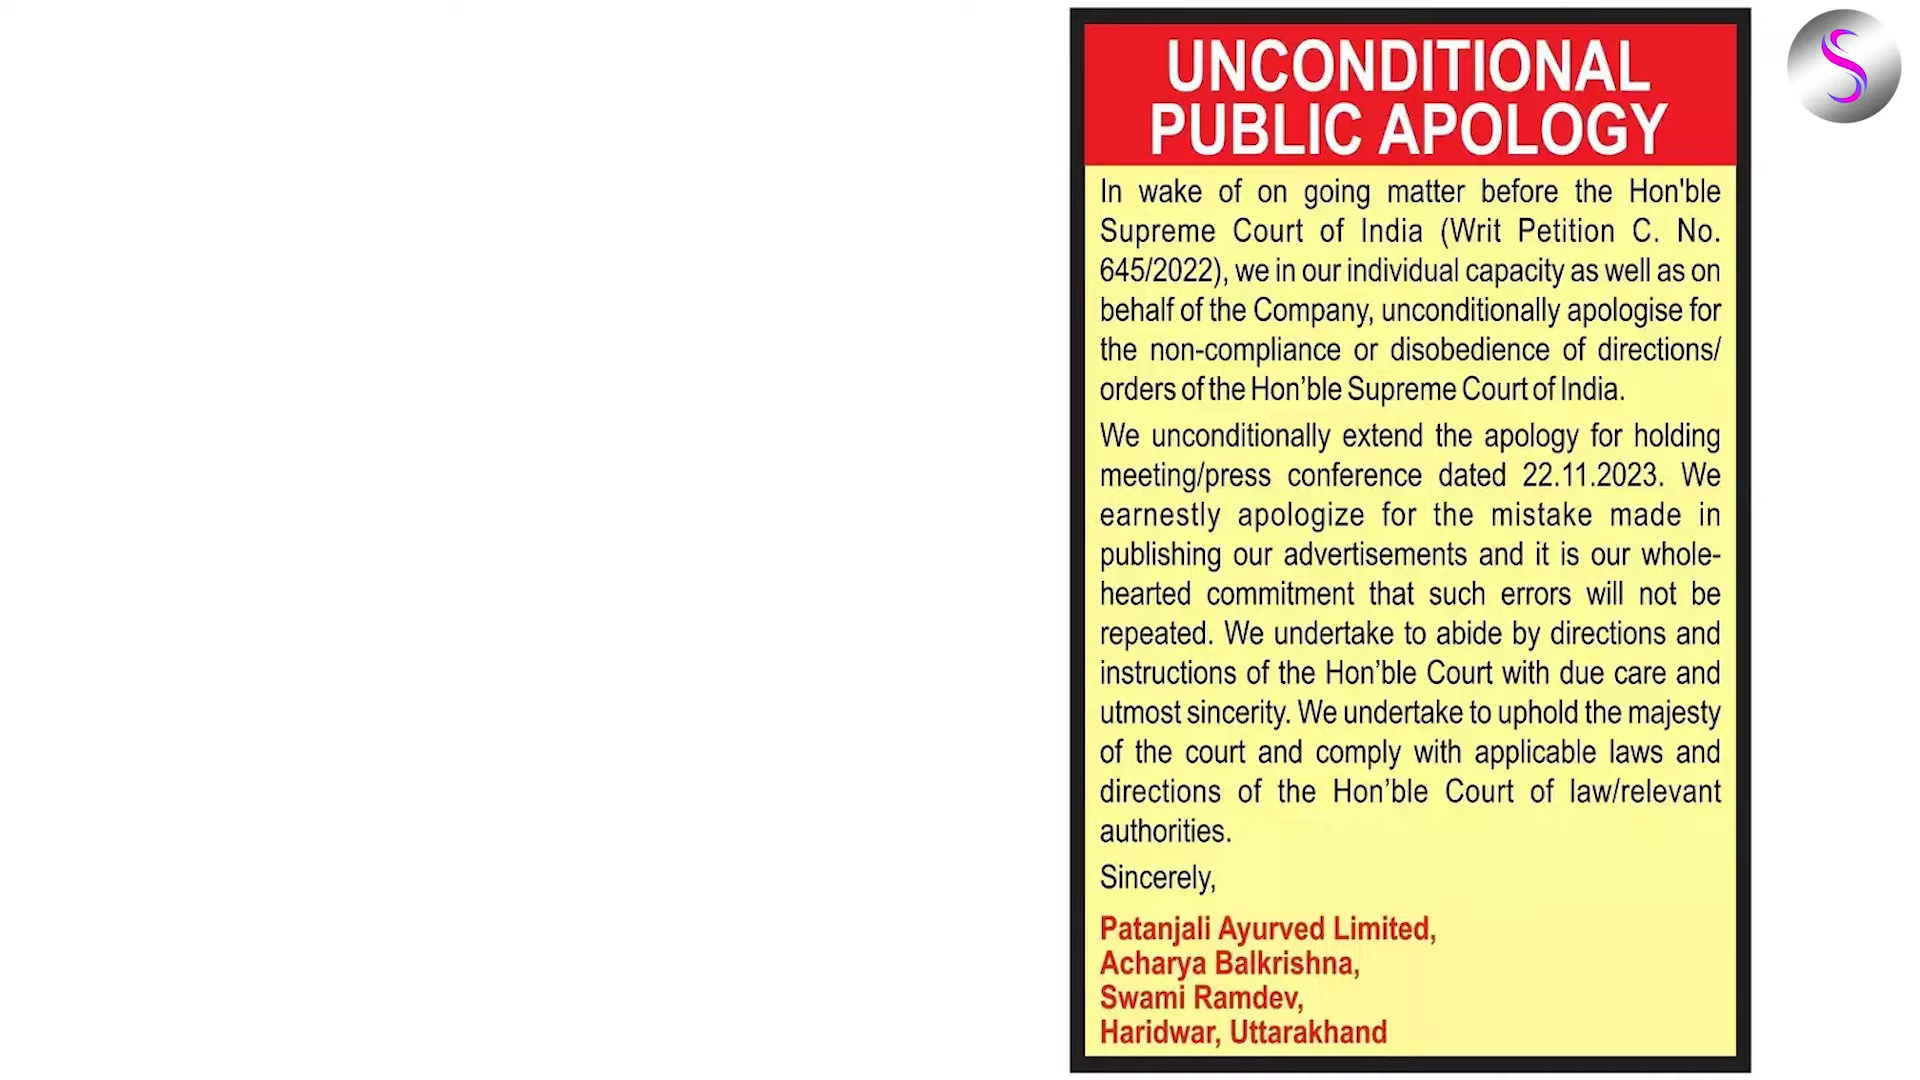 UNCONDITIONAL
PUBLIC APOLOGY
In wake of on going matter before the Hon'ble
Supreme Court of India (Writ Petition C. No.
645/2022), we in our individual capacity as well as on
behalf of the Company, unconditionally apologise for
the non-compliance or disobedience of directions/
orders of the Hon’ble Supreme Court of India.
We unconditionally extend the apology for holding
meeting/press conference dated 22.11.2023. We
earnestly apologize for the mistake made in
publishing our advertisements and it is our whole-
hearted commitment that such errors will not be
repeated. We undertake to abide by directions and
instructions of the Hon’ble Court with due care and
utmost sincerity. We undertake to uphold the majesty
of the court and comply with applicable laws and
directions of the Hon’ble Court of law/relevant
authorities.
Sincerely,
Patanjali Ayurved Limited,
Acharya Balkrishna,
Swami Ramdev,
Haridwar, Uttarakhand
S